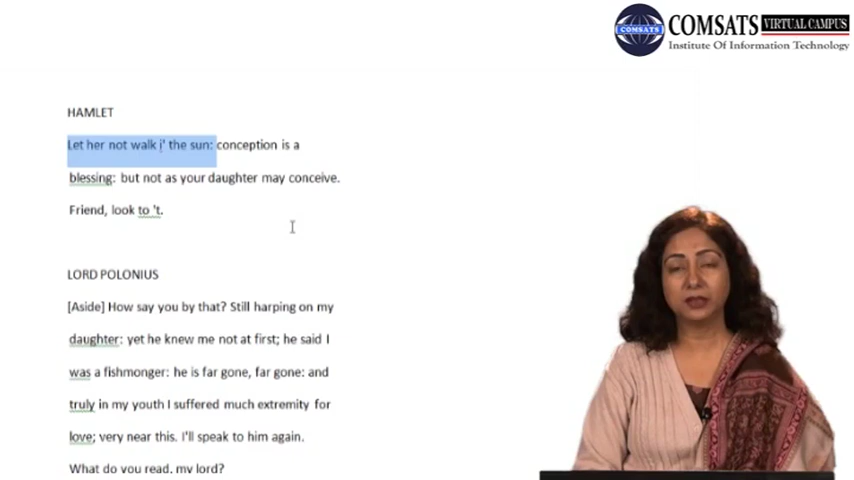 COMSATS VIRTUAL CAMPUS
COMSATS
Institute Of Information Technology
HAMLET
Let her not walk i' the sun: conception is a
blessing: but not as your daughter may conceive.
Friend, look to 't.
LORD POLONIUS
[Aside] How say you by that? Still harping on my
daughter: yet he knew me not at first; he said I
was a fishmonger: he is far gone, far gone: and
truly in my youth I suffered much extremity for
love; very near this. I'll speak to him again.
What do you read, my lord?